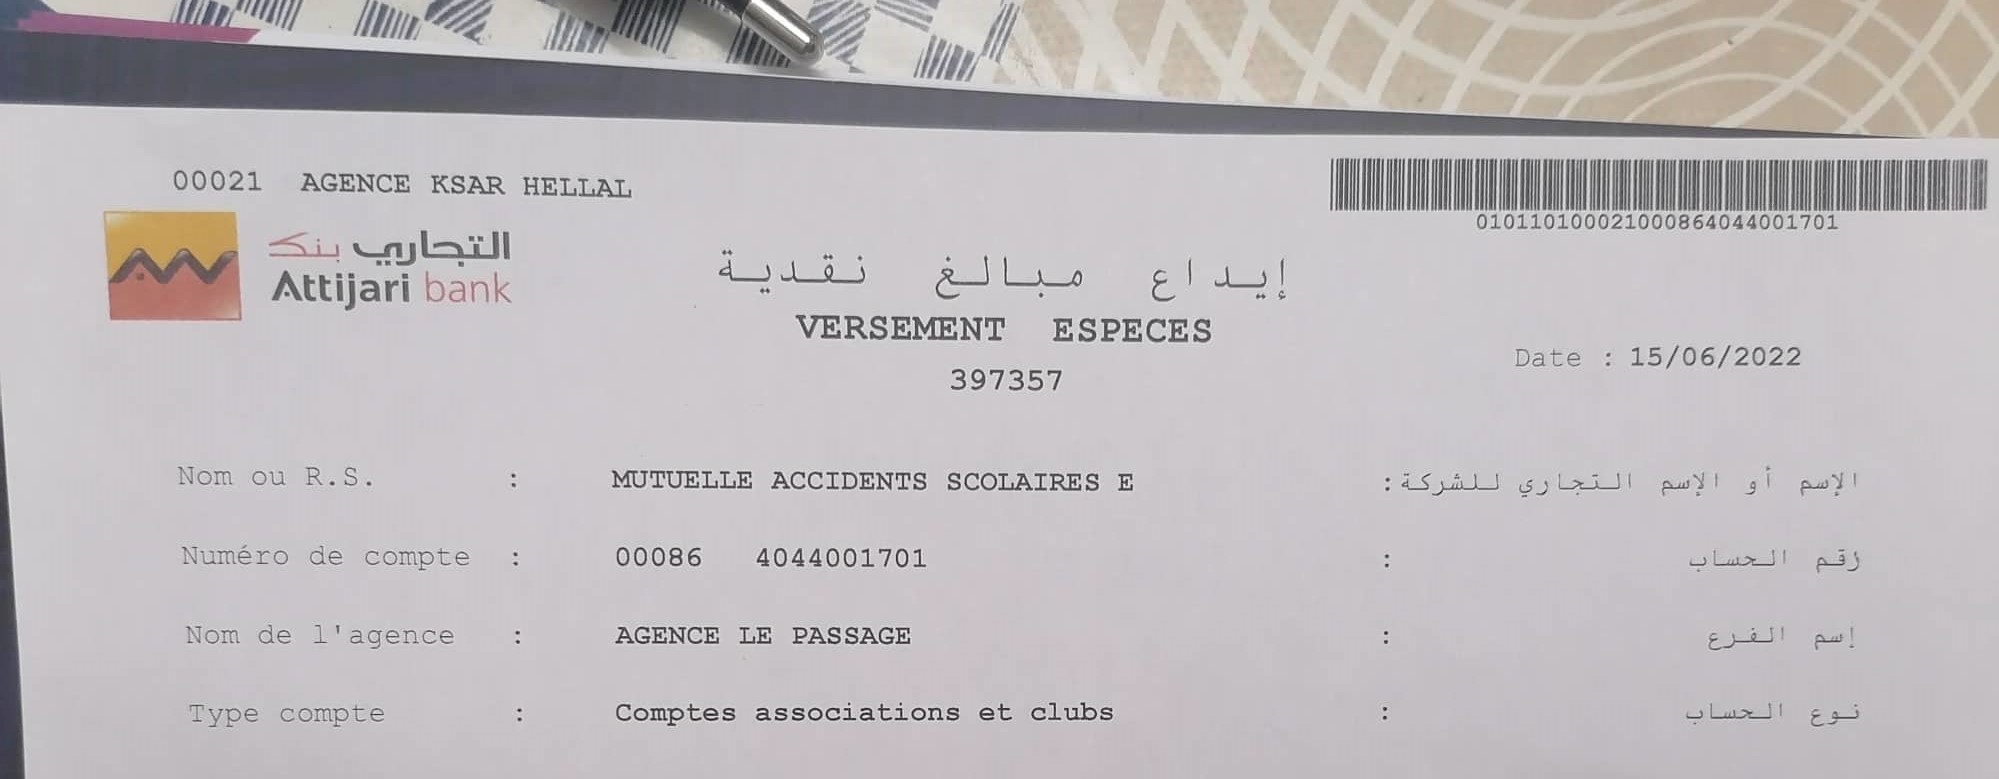 00021 AGENCE KSAR HELLAL
010110100021000864044001701
التجاري بنك
Attijari bank
إيداع مبالغ نقدية
VERSEMENT ESPECES
397357
Date : 15/06/2022
Nom ou R.S. : MUTUELLE ACCIDENTS SCOLAIRES E الإسم أو الإسم التجاري للشركة :
Numéro de compte : 00086 4044001701 : رقم الحساب
Nom de l'agence : AGENCE LE PASSAGE : إسم الفرع
Type compte : Comptes associations et clubs : نوع الحساب